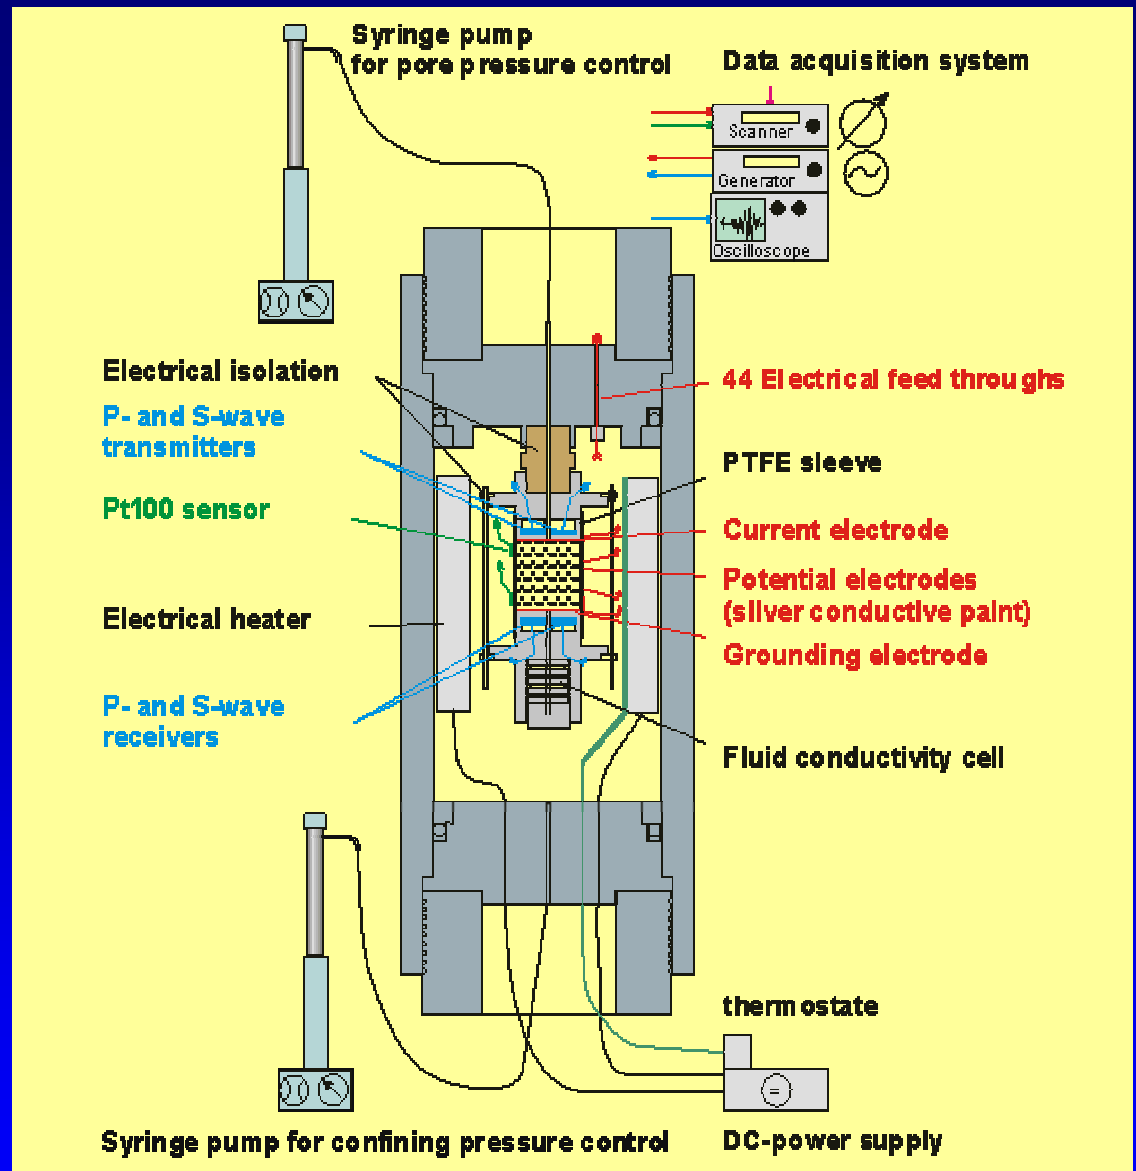 Syringe pump
for pore pressure control
Data acquisition system
Scanner
Generator
Oscilloscope
Electrical isolation
P- and S-wave
transmitters
Pt100 sensor
Electrical heater
P- and S-wave
receivers
44 Electrical feed throughs
PTFE sleeve
Current electrode
Potential electrodes
(silver conductive paint)
Grounding electrode
Fluid conductivity cell
thermostate
=
Syringe pump for confining pressure control
DC-power supply